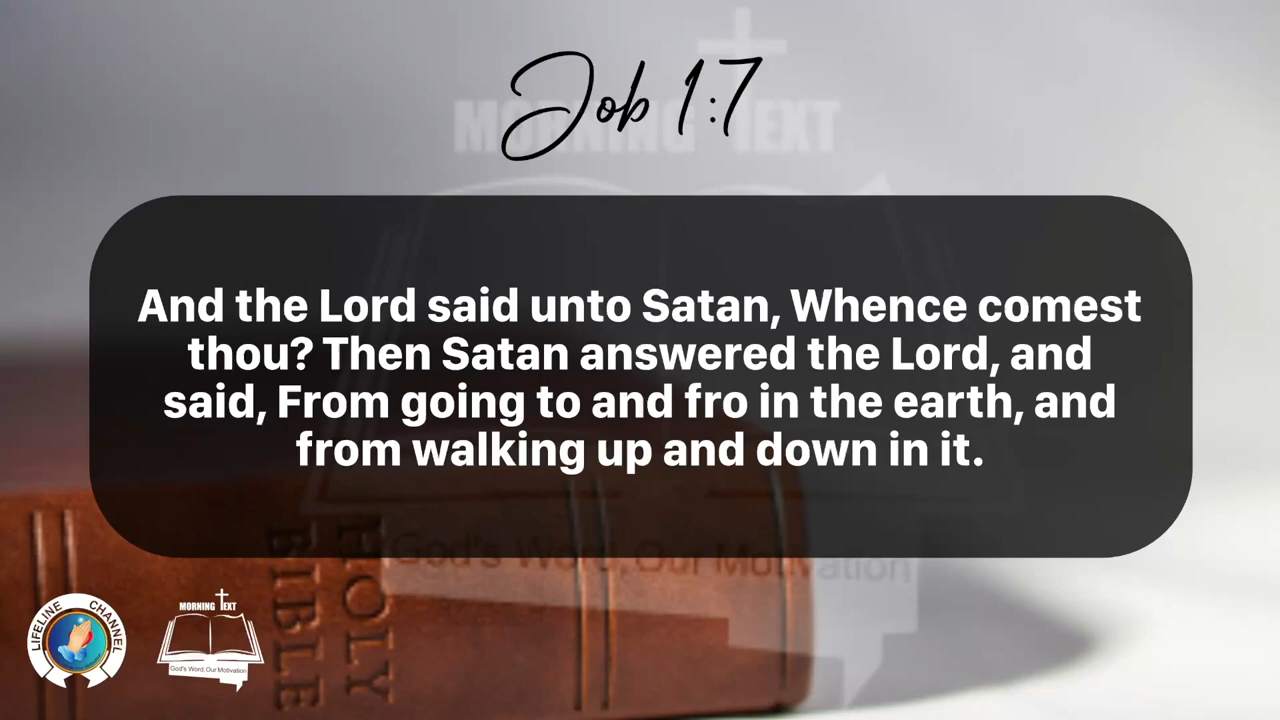 Job 1:7
MORNING TEXT
And the Lord said unto Satan, Whence comest
thou? Then Satan answered the Lord, and
said, From going to and fro in the earth, and
from walking up and down in it.
God's Word, Our Motivation
HOLY
BIBLE
LIFELINE CHANNEL
MORNING TEXT
God's Word, Our Motivation